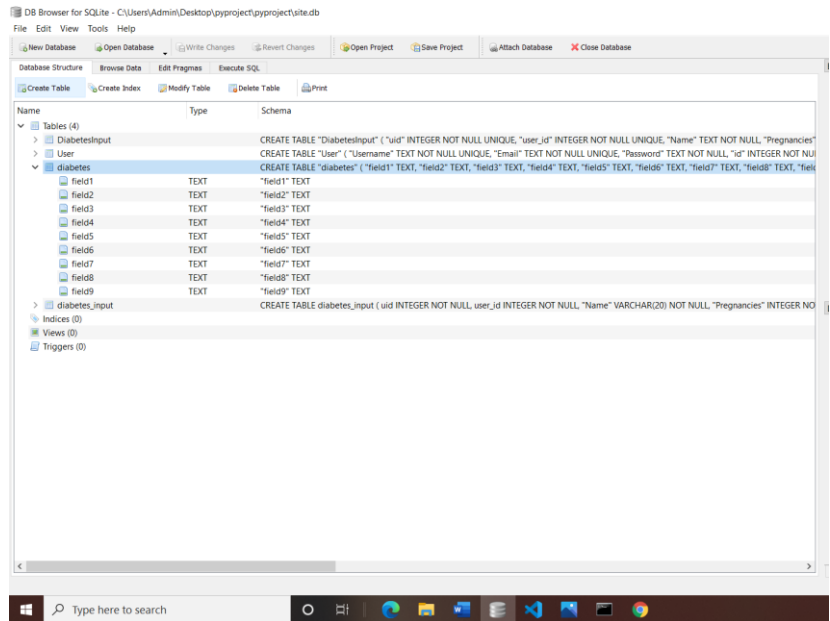 DB Browser for SQLite - C:\Users\Admin\Desktop\pyproject\pyproject\site.db
File Edit View Tools Help
New Database Open Database Write Changes Revert Changes Open Project Save Project Attach Database Close Database
Database Structure Browse Data Edit Pragmas Execute SQL
Create Table Create Index Modify Table Delete Table Print
Name Type Schema
Tables (4)
DiabetesInput CREATE TABLE "DiabetesInput" ( "uid" INTEGER NOT NULL UNIQUE, "user_id" INTEGER NOT NULL UNIQUE, "Name" TEXT NOT NULL, "Pregnancies"
User CREATE TABLE "User" ( "Username" TEXT NOT NULL UNIQUE, "Email" TEXT NOT NULL UNIQUE, "Password" TEXT NOT NULL, "id" INTEGER NOT NU
diabetes CREATE TABLE "diabetes" ( "field1" TEXT, "field2" TEXT, "field3" TEXT, "field4" TEXT, "field5" TEXT, "field6" TEXT, "field7" TEXT, "field8" TEXT, "fiel
field1 TEXT "field1" TEXT
field2 TEXT "field2" TEXT
field3 TEXT "field3" TEXT
field4 TEXT "field4" TEXT
field5 TEXT "field5" TEXT
field6 TEXT "field6" TEXT
field7 TEXT "field7" TEXT
field8 TEXT "field8" TEXT
field9 TEXT "field9" TEXT
diabetes_input CREATE TABLE diabetes_input ( uid INTEGER NOT NULL, user_id INTEGER NOT NULL, "Name" VARCHAR(20) NOT NULL, "Pregnancies" INTEGER NO
Indices (0)
Views (0)
Triggers (0)
Type here to search